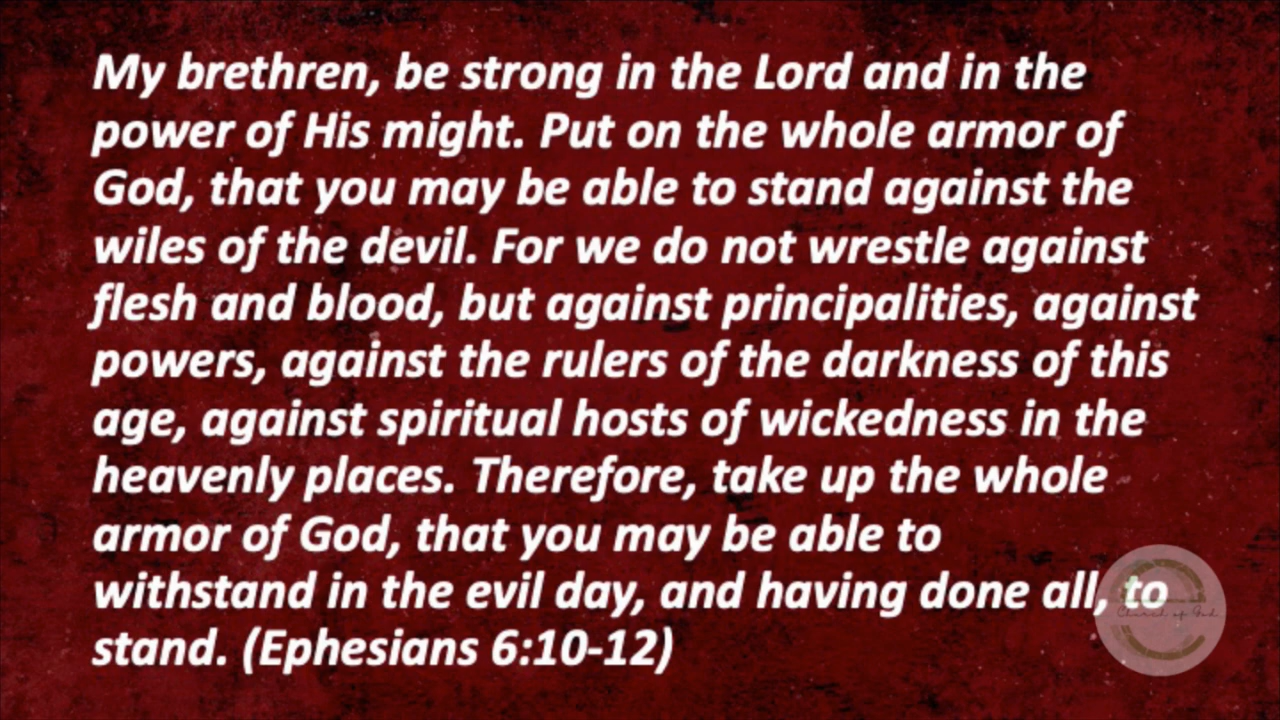 My brethren, be strong in the Lord and in the
power of His might. Put on the whole armor of
God, that you may be able to stand against the
wiles of the devil. For we do not wrestle against
flesh and blood, but against principalities, against
powers, against the rulers of the darkness of this
age, against spiritual hosts of wickedness in the
heavenly places. Therefore, take up the whole
armor of God, that you may be able to
withstand in the evil day, and having done all, to
stand. (Ephesians 6:10-12)
Church of God